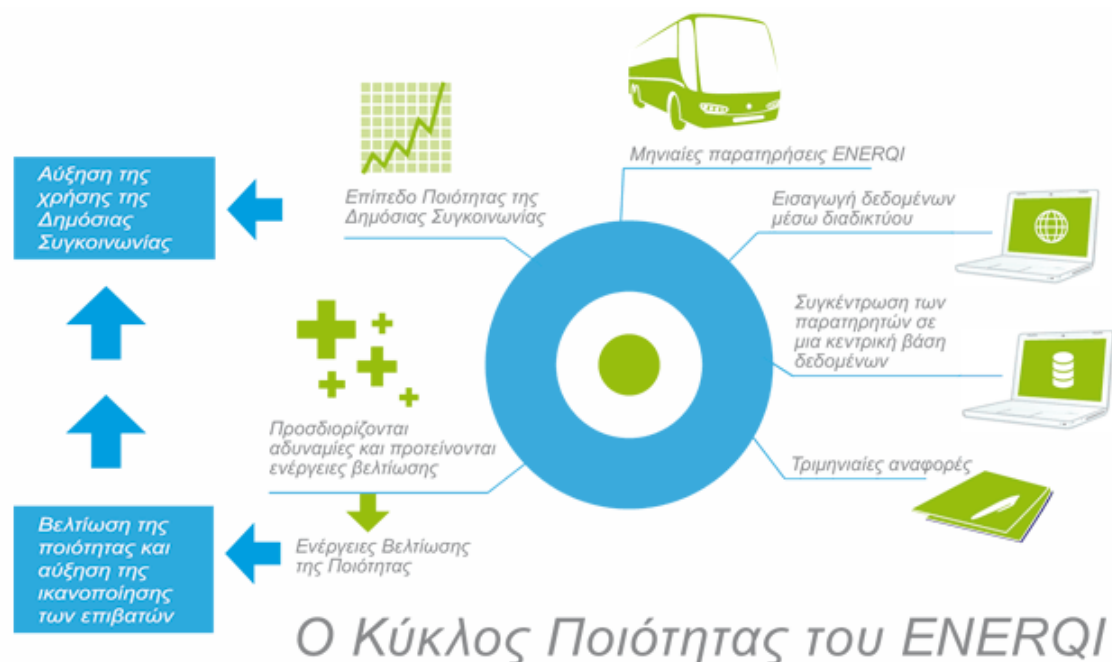 Μηνιαίες παρατηρήσεις ENERQI
Εισαγωγή δεδομένων
μέσω διαδικτύου
Συγκέντρωση των
παρατηρητών σε
μια κεντρική βάση
δεδομένων
Τριμηνιαίες αναφορές
Προσδιορίζονται
αδυναμίες και προτείνονται
ενέργειες βελτίωσης
Ενέργειες Βελτίωσης
της Ποιότητας
Επίπεδο Ποιότητας της
Δημόσιας Συγκοινωνίας
Βελτίωση της
ποιότητας και
αύξηση της
ικανοποίησης
των επιβατών
Αύξηση της
χρήσης της
Δημόσιας
Συγκοινωνίας
Ο Κύκλος Ποιότητας του ENERQI